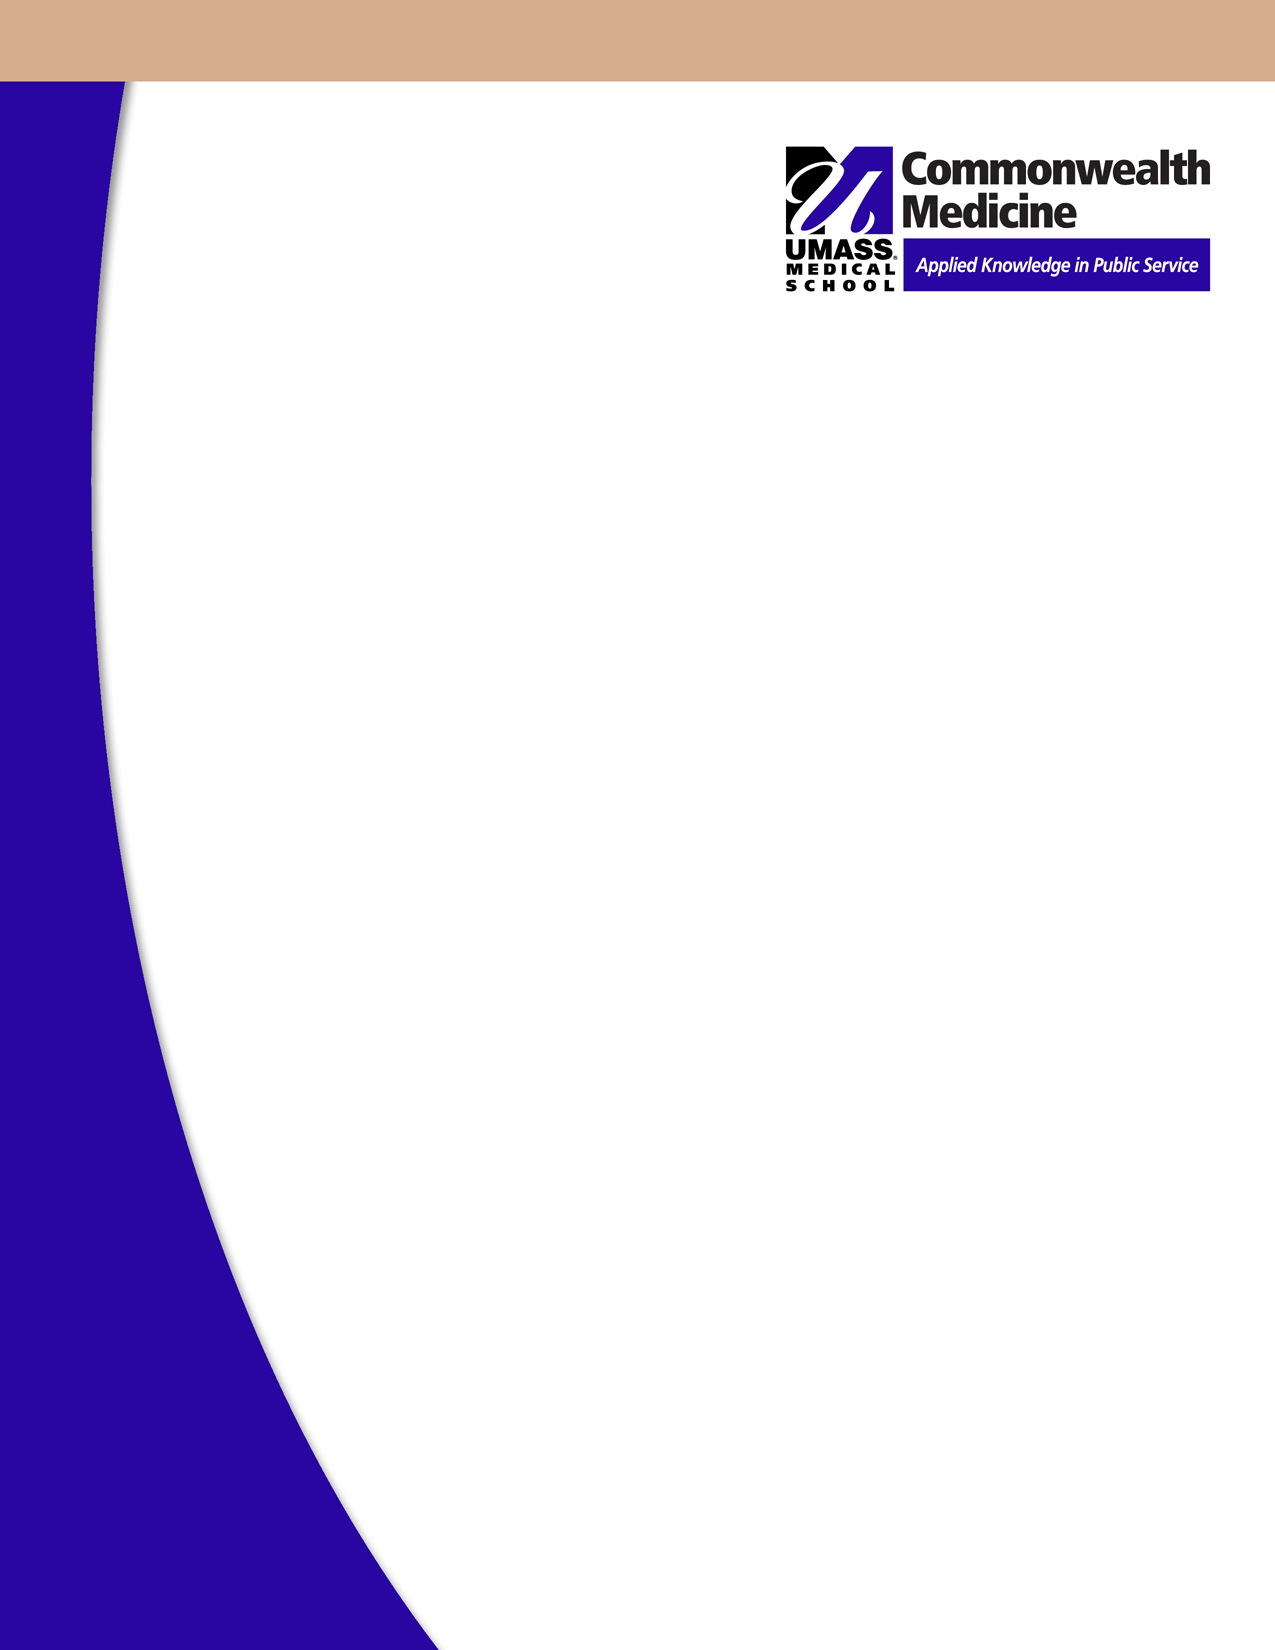 Commonwealth
Medicine
UMASS®
MEDICAL
SCHOOL
Applied Knowledge in Public Service